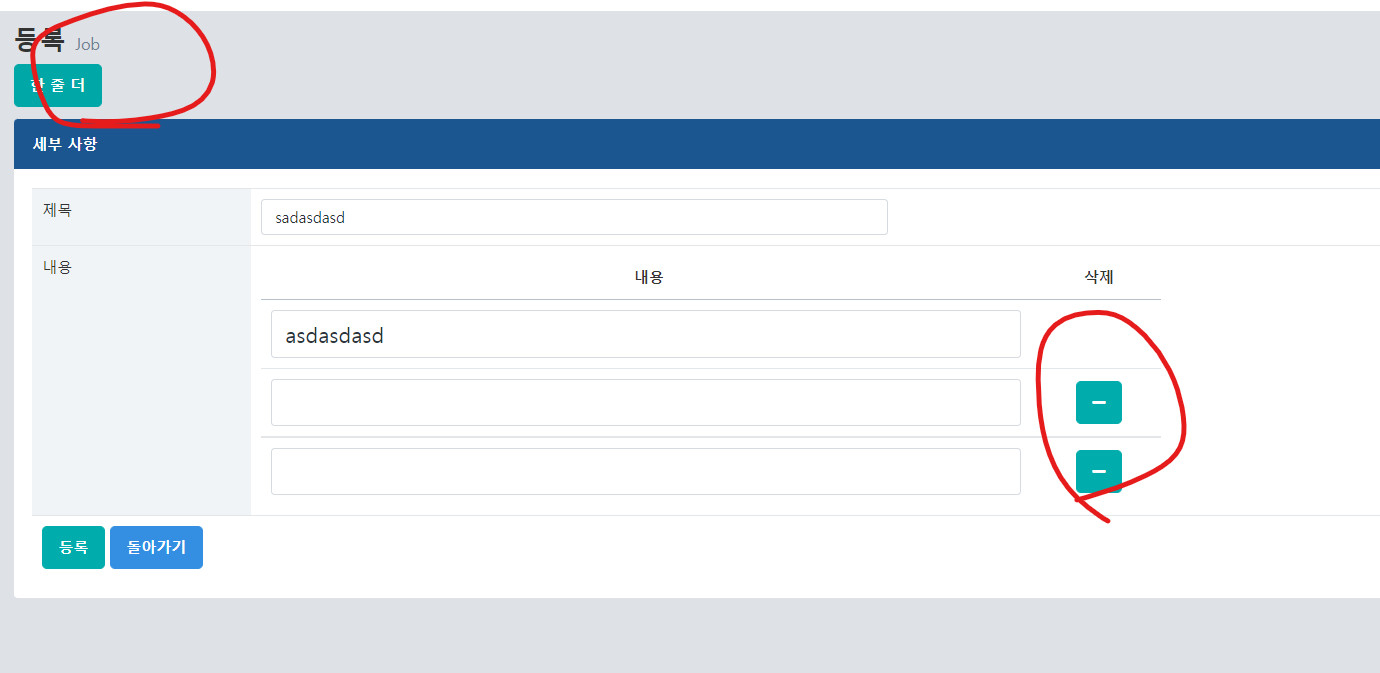 등록 Job
한 줄 더
세부 사항
제목 sadasdasd
내용
내용 삭제
asdasdasd
등록 돌아가기